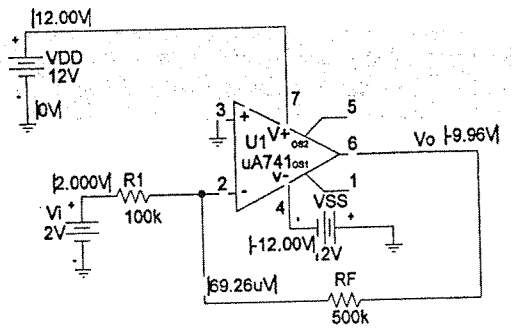 12.00V
+
VDD
12V
-
0V
7
3
+
V+
OS2
5
U1
uA741
OS1
6
Vo
-9.96V
2.000V
R1
2
-
V-
1
+
Vi
2V
-
100k
4
VSS
-
+
-12.00V
12V
69.26uV
RF
500k